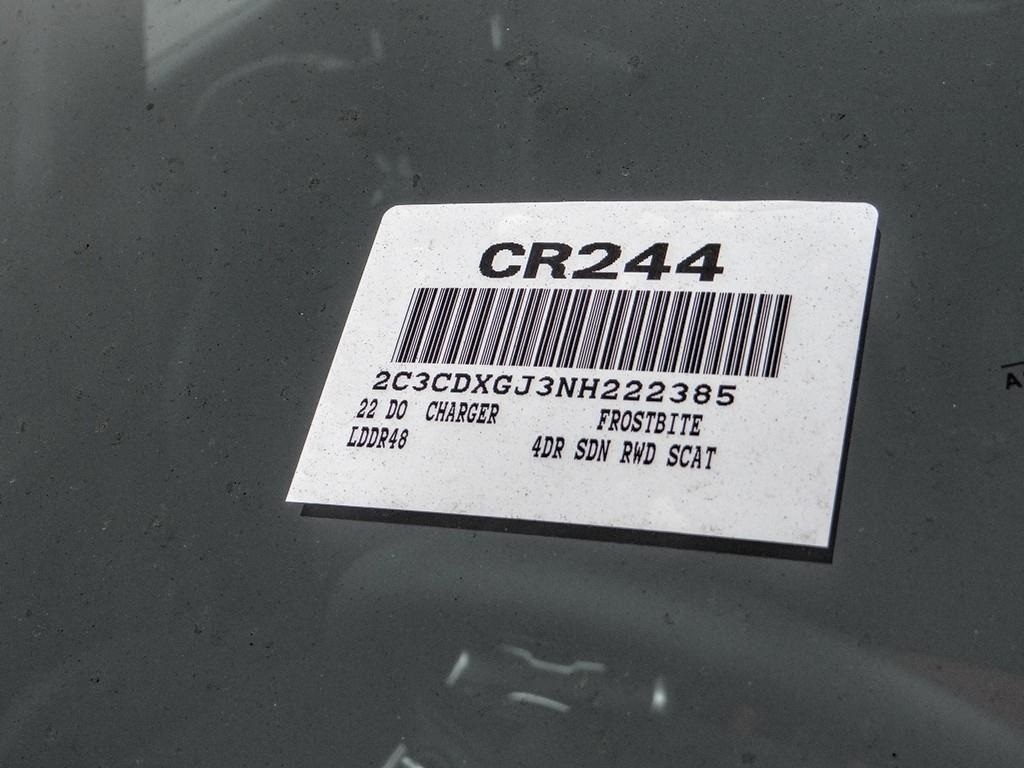 CR244
2C3CDXGJ3NH222385
22 DO CHARGER FROSTBITE
LDDR48 4DR SDN RWD SCAT